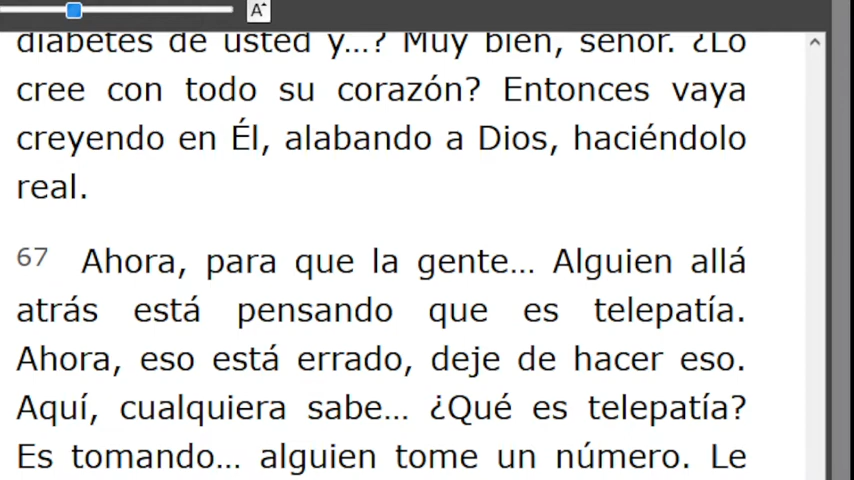 A
diabetes de usted y...? Muy bien, señor. ¿Lo
cree con todo su corazón? Entonces vaya
creyendo en Él, alabando a Dios, haciéndolo
real.
67 Ahora, para que la gente... Alguien allá
atrás está pensando que es telepatía.
Ahora, eso está errado, deje de hacer eso.
Aquí, cualquiera sabe... ¿Qué es telepatía?
Es tomando... alguien tome un número. Le